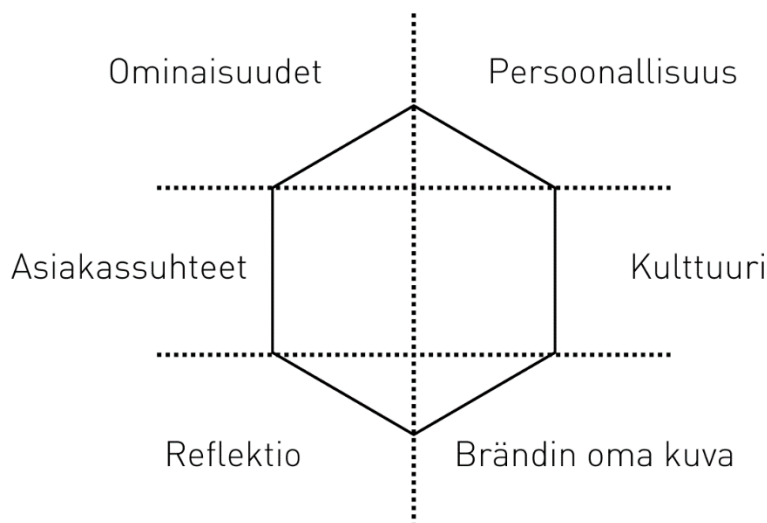 Ominaisuudet
Persoonallisuus
Asiakassuhteet
Kulttuuri
Reflektio
Brändin oma kuva